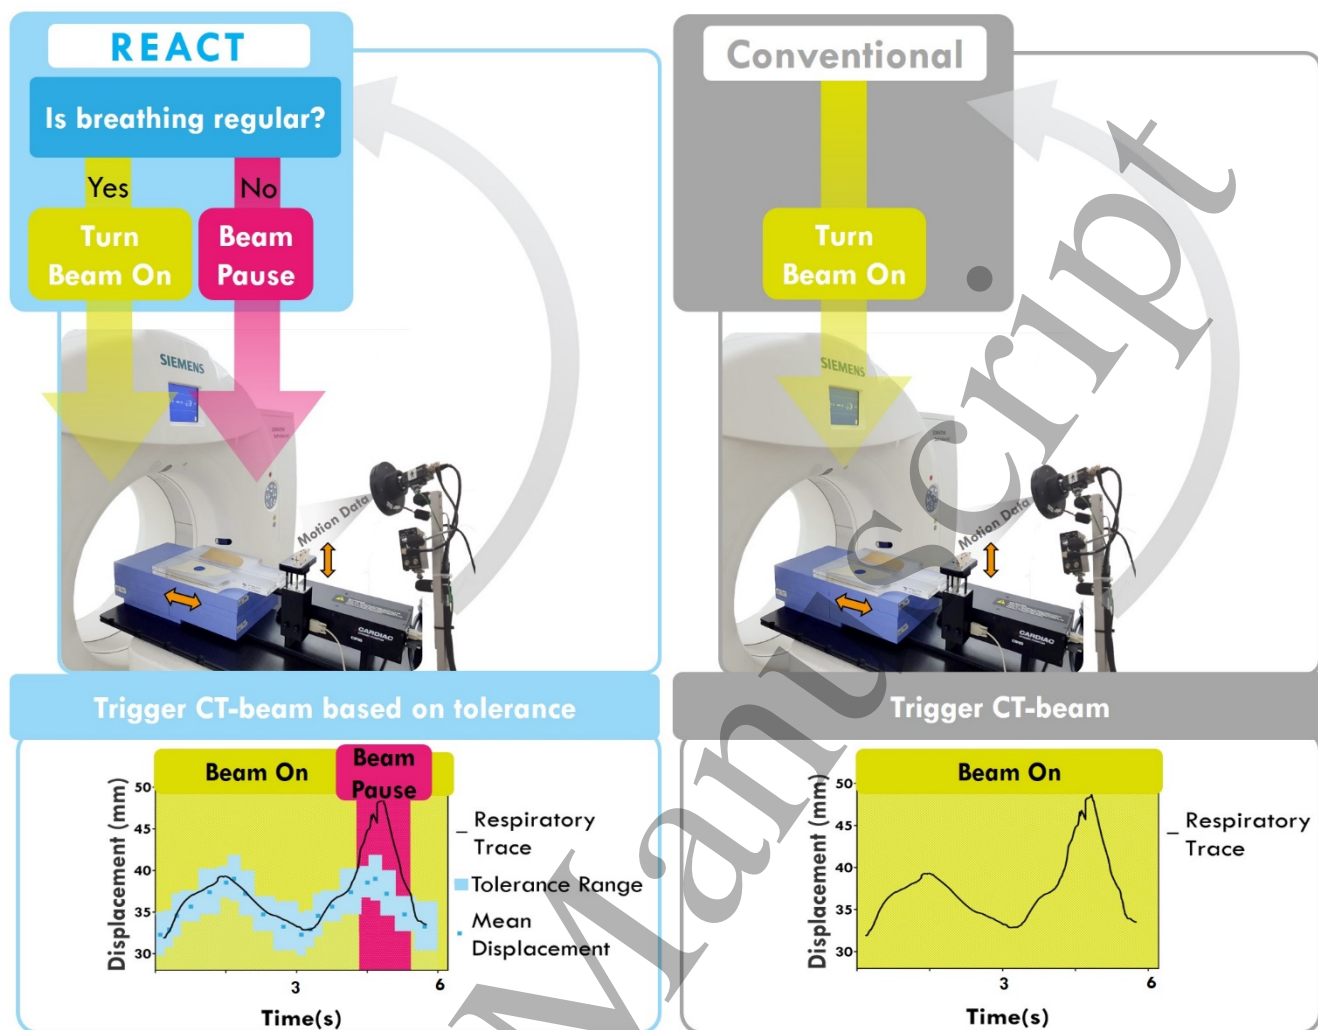 REACT
Is breathing regular?
Yes
No
Turn
Beam On
Beam
Pause
SIEMENS
Motion Data
CARDIAC
Trigger CT-beam based on tolerance
Beam On
Beam
Pause
Displacement (mm)
50
45
40
35
30
3
6
Time(s)
Respiratory
Trace
Tolerance Range
Mean
Displacement
Conventional
Turn
Beam On
SIEMENS
Motion Data
CARDIAC
Trigger CT-beam
Beam On
Displacement (mm)
50
45
40
35
30
3
6
Time(s)
Respiratory
Trace
Manuscript